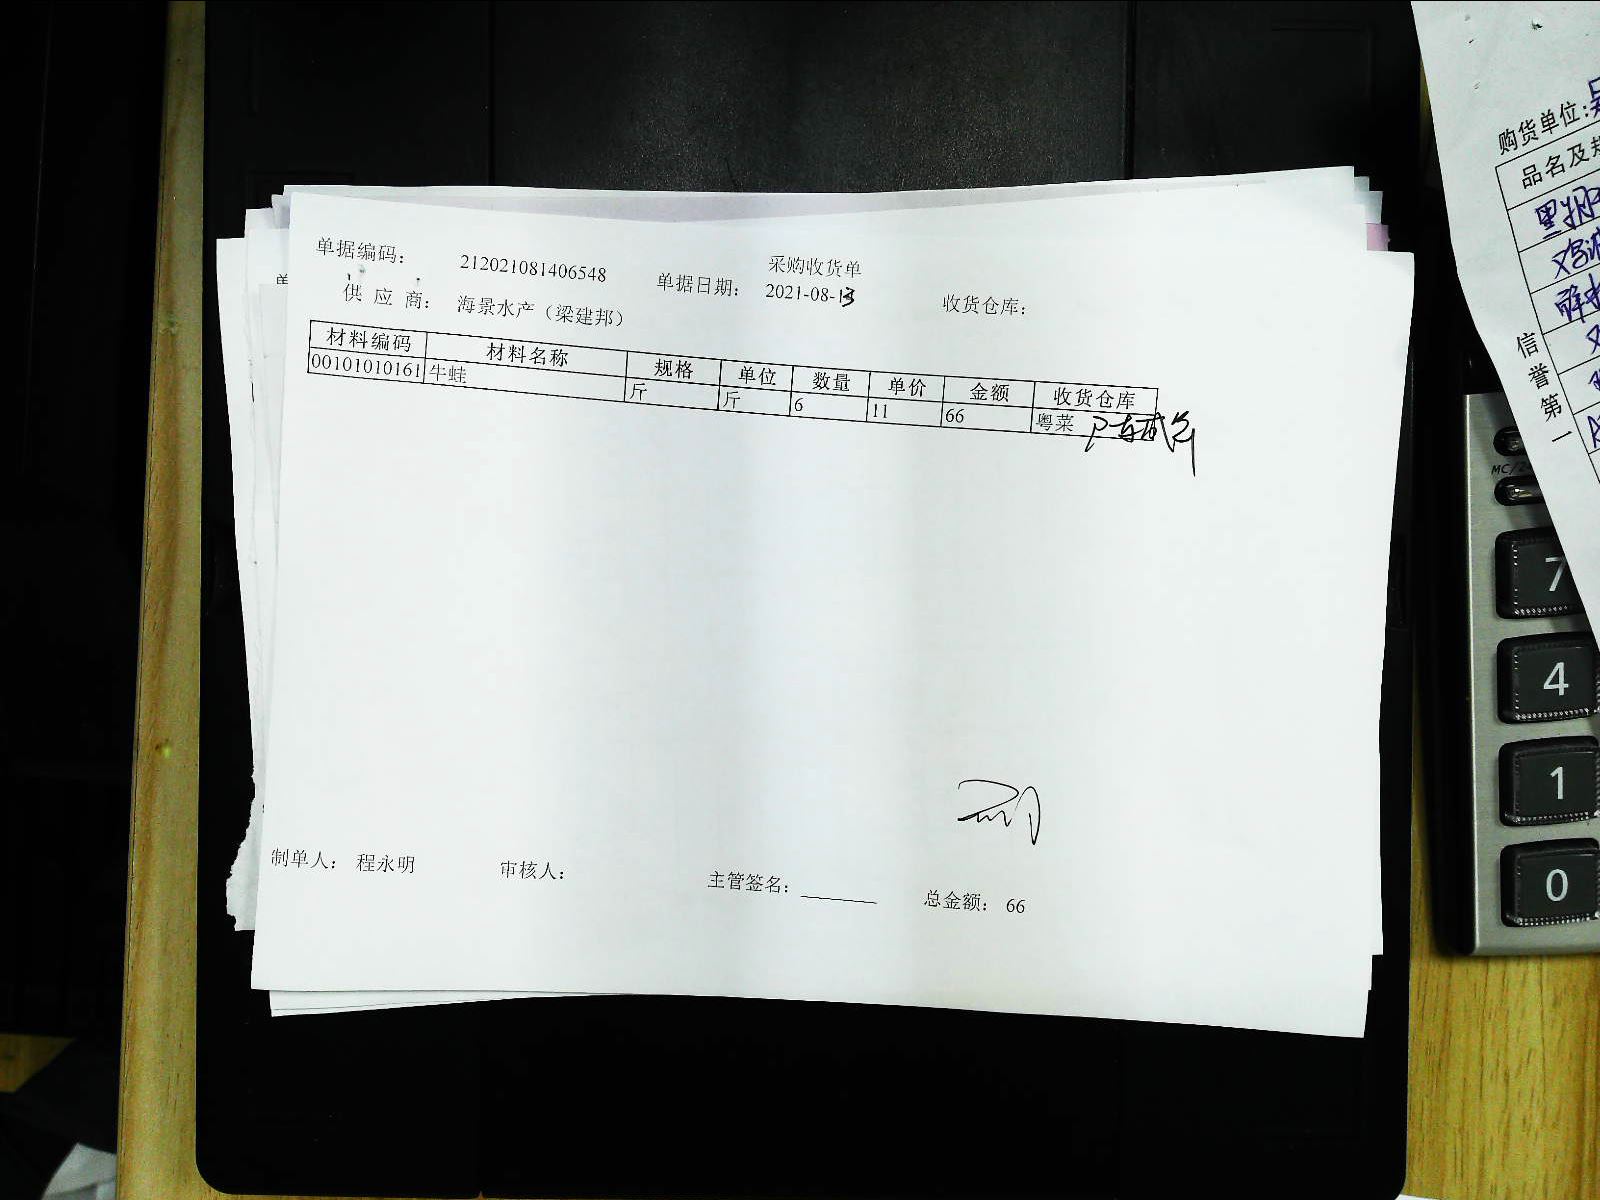 采购收货单
单据编码: 212021081406548 单据日期: 2021-08-13 收货仓库:
供 应 商: 海景水产（梁建邦）
材料编码 材料名称 规格 单位 数量 单价 金额 收货仓库
00101010161 牛蛙 斤 斤 6 11 66 粤菜
制单人: 程永明 审核人: 主管签名: 总金额: 66
购货单位:
品名及规
信誉第一
单
MC/
7
4
1
0